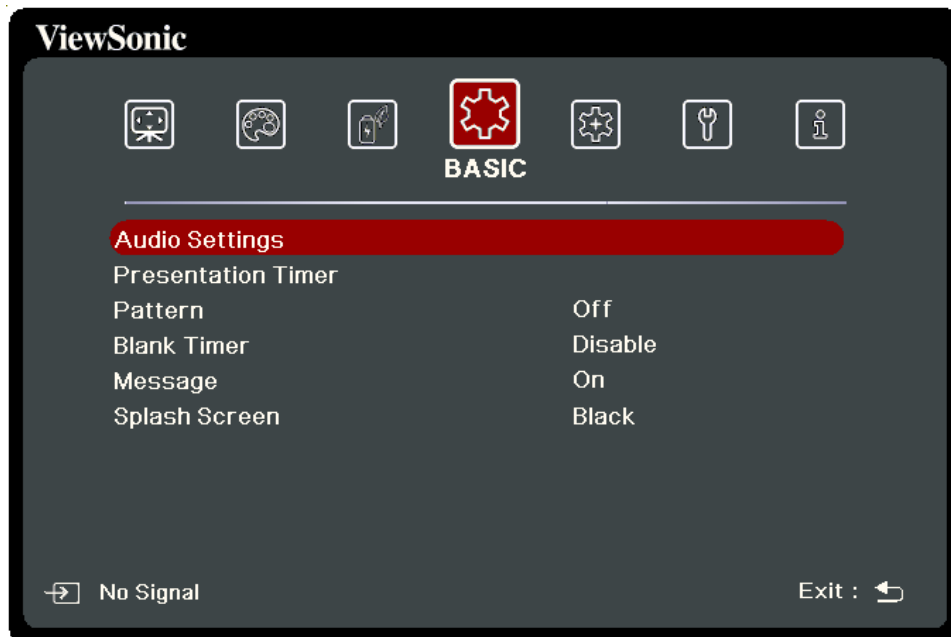 ViewSonic
BASIC
Audio Settings
Presentation Timer
Pattern Off
Blank Timer Disable
Message On
Splash Screen Black
No Signal Exit :